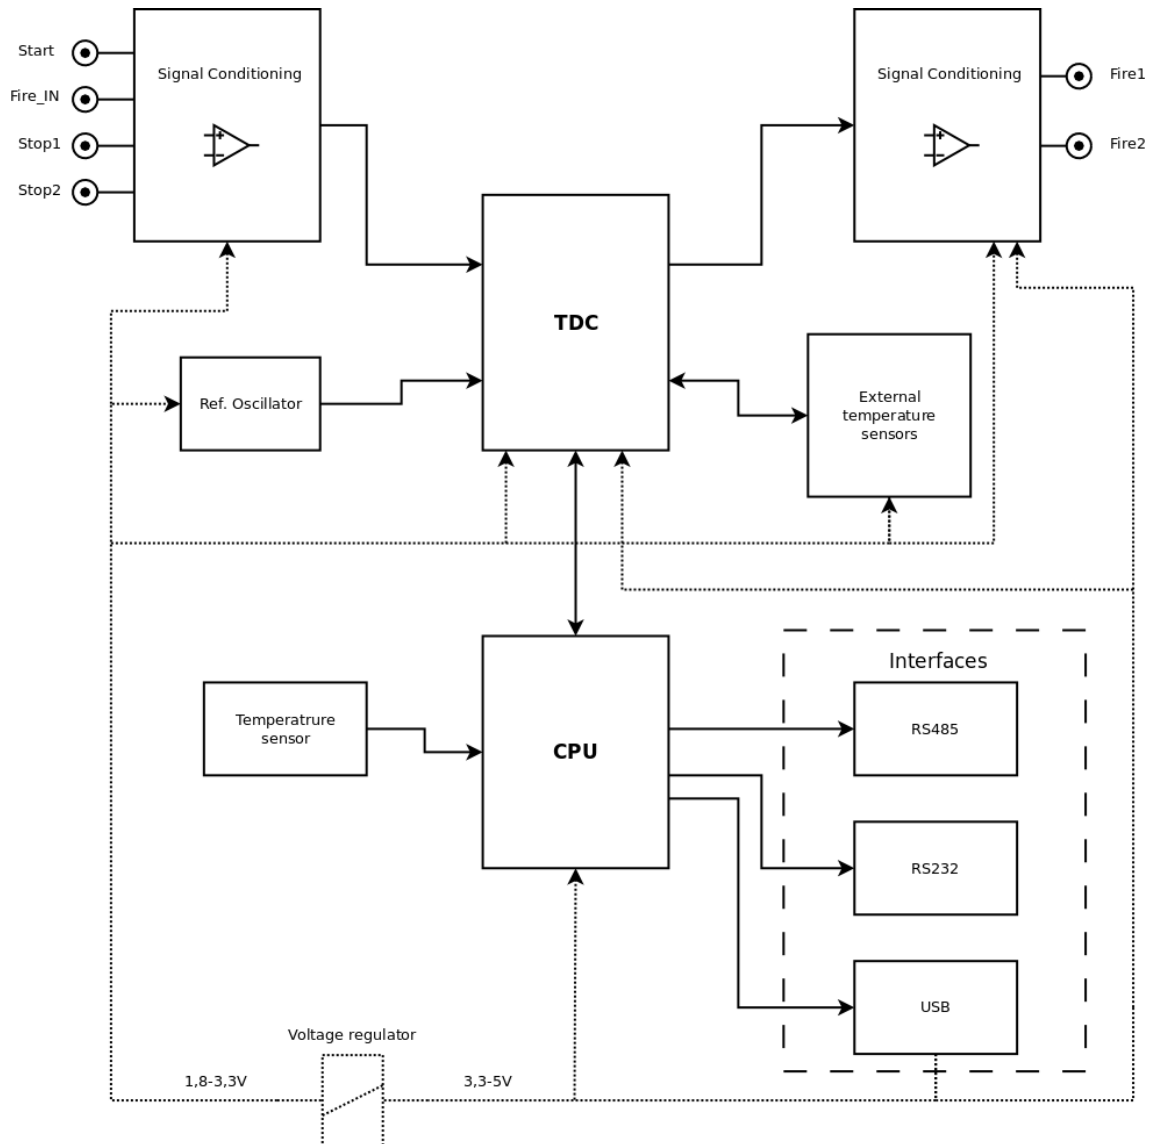 Start
Fire_IN
Stop1
Stop2
Signal Conditioning
Signal Conditioning
Fire1
Fire2
TDC
Ref. Oscillator
External
temperature
sensors
Temperatrure
sensor
CPU
Interfaces
RS485
RS232
USB
Voltage regulator
1,8-3,3V
3,3-5V